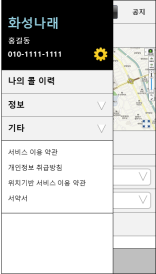 화성나래
공지
홍길동
010-1111-1111
나의 콜 이력
정보
기타
서비스 이용 약관
개인정보 취급방침
위치기반 서비스 이용 약관
서약서